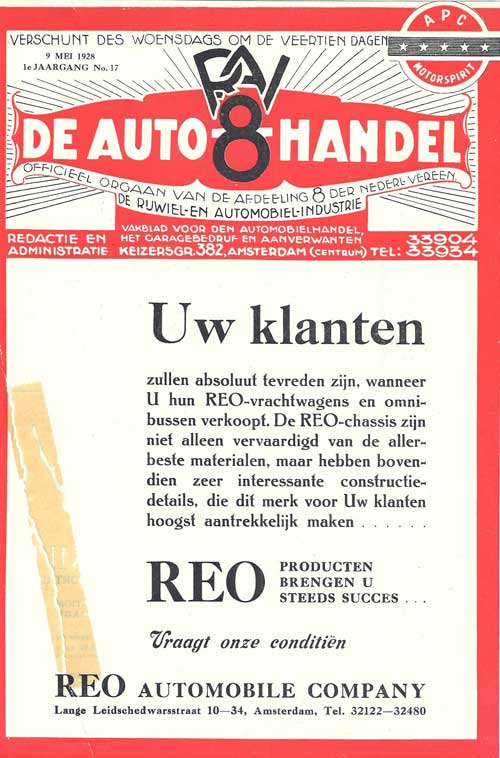 VERSCHIJNT DES WOENSDAGS OM DE VEERTIEN DAGEN
9 MEI 1928
1e JAARGANG No. 17
APC
MOTORSPIRIT
RAI
8
DE AUTO HANDEL
OFFICIEEL ORGAAN VAN DE AFDEELING 8 DER NEDERL. VEREEN.
DE RIJWIEL-EN AUTOMOBIEL-INDUSTRIE
REDACTIE EN
ADMINISTRATIE
VAKBLAD VOOR DEN AUTOMOBIELHANDEL,
HET GARAGEBEDRIJF EN AANVERWANTEN
KEIZERSGR. 382, AMSTERDAM (CENTRUM) TEL:
33904
33934
Uw klanten
zullen absoluut tevreden zijn, wanneer
U hun REO-vrachtwagens en omni-
bussen verkoopt. De REO-chassis zijn
niet alleen vervaardigd van de aller-
beste materialen, maar hebben boven-
dien zeer interessante constructie-
details, die dit merk voor Uw klanten
hoogst aantrekkelijk maken . . . . . .
REO
PRODUCTEN
BRENGEN U
STEEDS SUCCES . . .
Vraagt onze conditiën
REO AUTOMOBILE COMPANY
Lange Leidschedwarsstraat 10—34, Amsterdam, Tel. 32122—32480